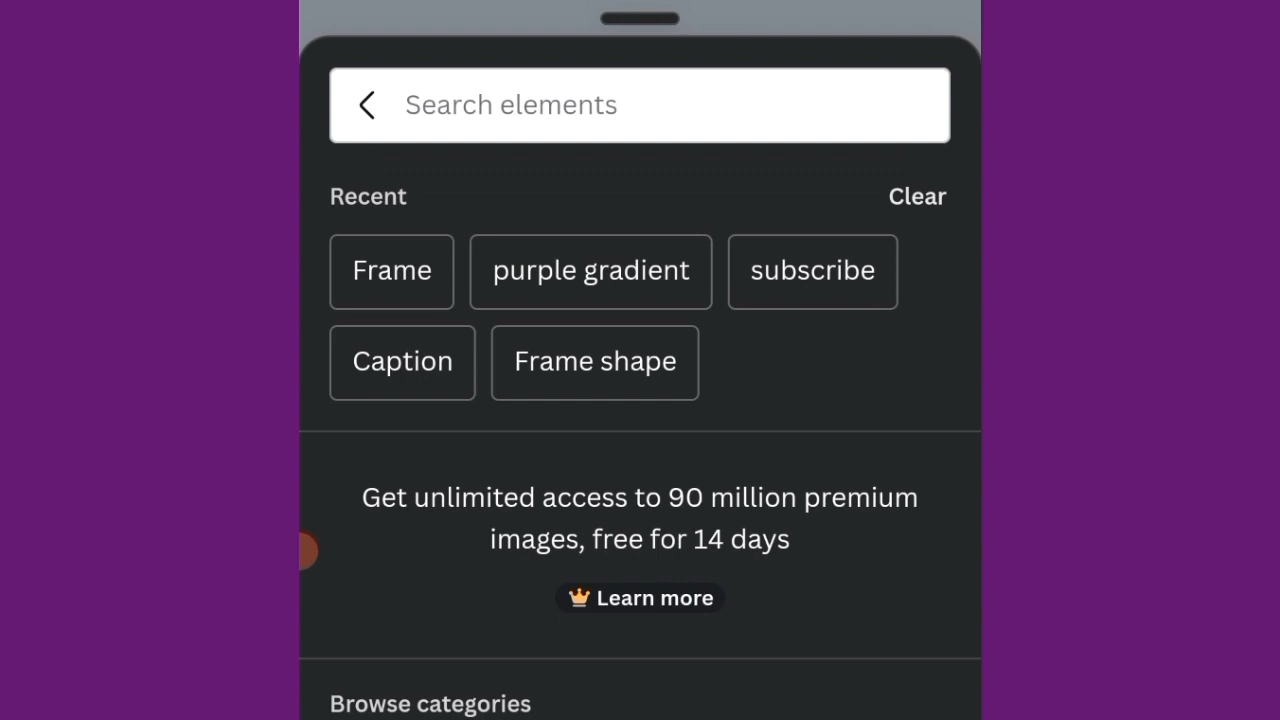 Search elements
Recent Clear
Frame purple gradient subscribe
Caption Frame shape
Get unlimited access to 90 million premium
images, free for 14 days
Learn more
Browse categories